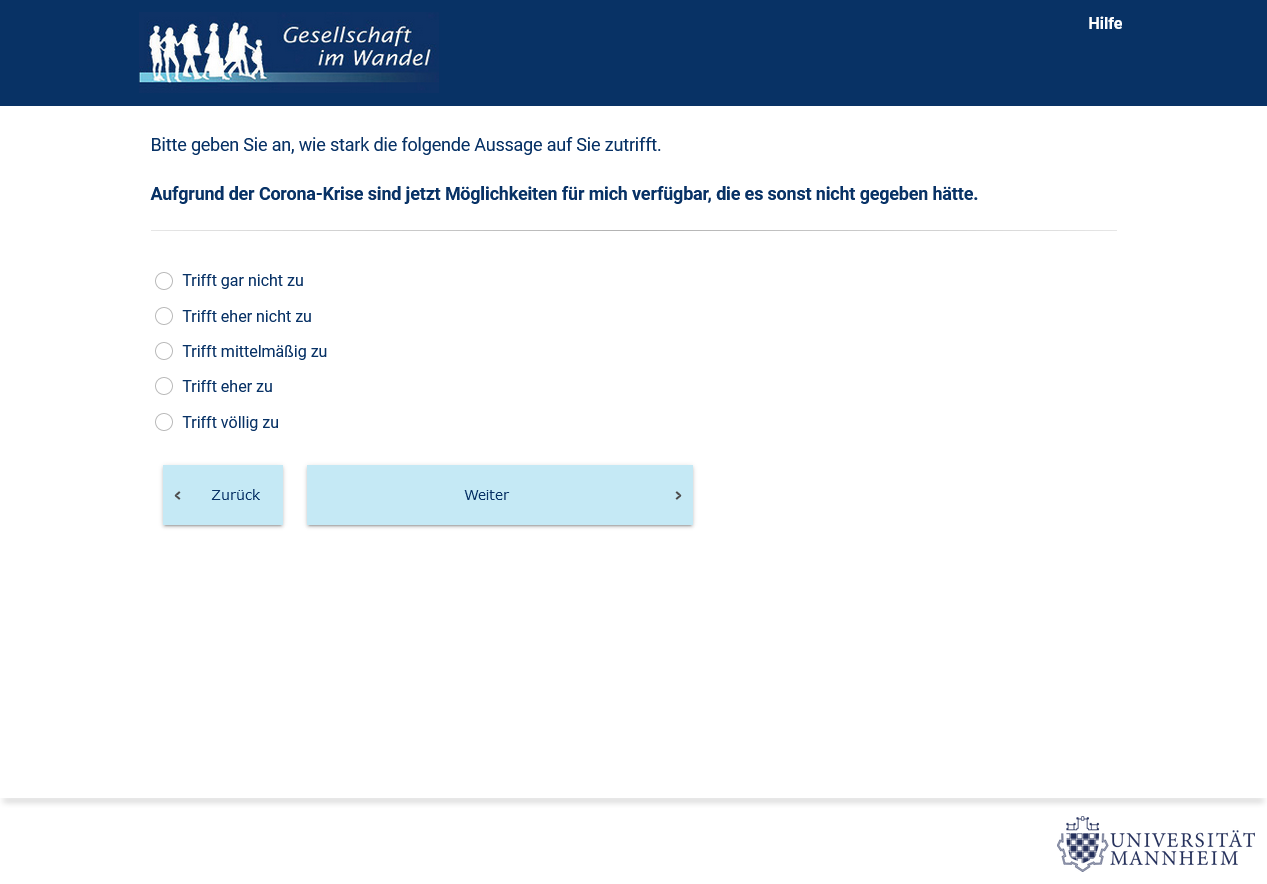 Gesellschaft
im Wandel
Hilfe
Bitte geben Sie an, wie stark die folgende Aussage auf Sie zutrifft.
Aufgrund der Corona-Krise sind jetzt Möglichkeiten für mich verfügbar, die es sonst nicht gegeben hätte.
Trifft gar nicht zu
Trifft eher nicht zu
Trifft mittelmäßig zu
Trifft eher zu
Trifft völlig zu
Zurück
Weiter
UNIVERSITÄT
MANNHEIM